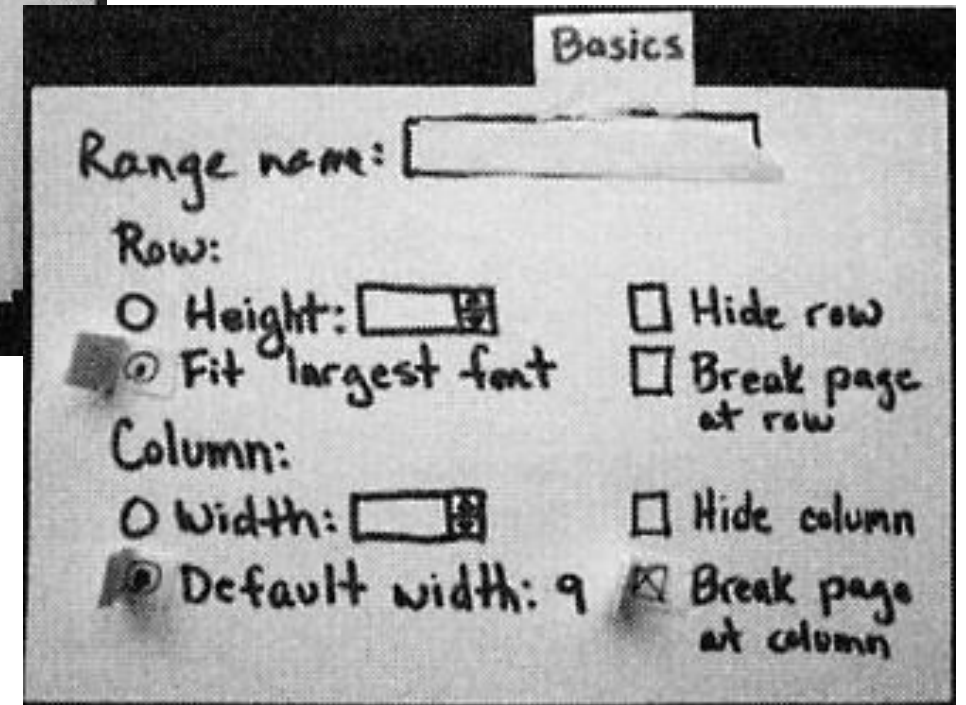 Basics
Range name:
Row:
Height:
Hide row
Fit largest font
Break page
at row
Column:
Width:
Hide column
Default width: 9
Break page
at column